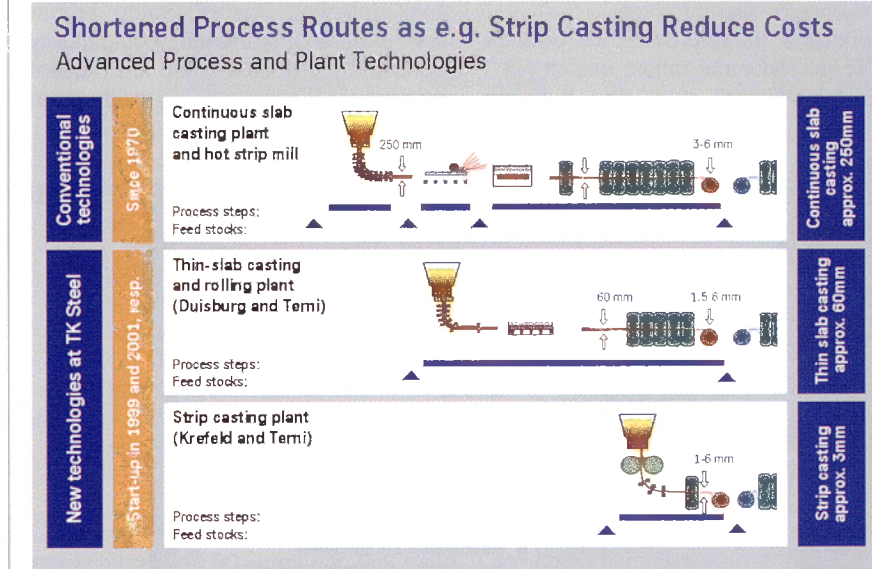 Shortened Process Routes as e.g. Strip Casting Reduce Costs
Advanced Process and Plant Technologies
Conventional
technologies
Since 1970
Continuous slab
casting plant
and hot strip mill
250 mm
3-6 mm
Process steps:
Feed stocks:
Continuous slab
casting
approx. 250mm
New technologies at TK Steel
Start-up in 1999 and 2001, resp.
Thin-slab casting
and rolling plant
(Duisburg and Terni)
60 mm
1.5 6 mm
Process steps:
Feed stocks:
Thin slab casting
approx. 60mm
Strip casting plant
(Krefeld and Terni)
1-6 mm
Process steps:
Feed stocks:
Strip casting
approx. 3mm